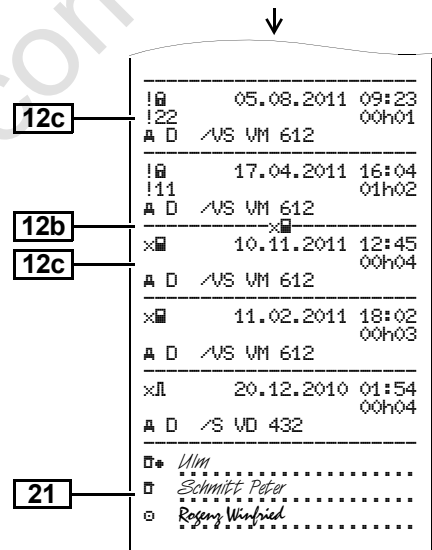 ! 05.08.2011 09:23
12c
!22 00h01
D /VS VM 612
! 17.04.2011 16:04
!11 01h02
D /VS VM 612
12b
x
x 10.11.2011 12:45
12c
00h04
D /VS VM 612
x 11.02.2011 18:02
00h03
D /VS VM 612
x 20.12.2010 01:54
00h04
D /S VD 432
Ulm
21
Schmitt Peter
Rogenz Winfried